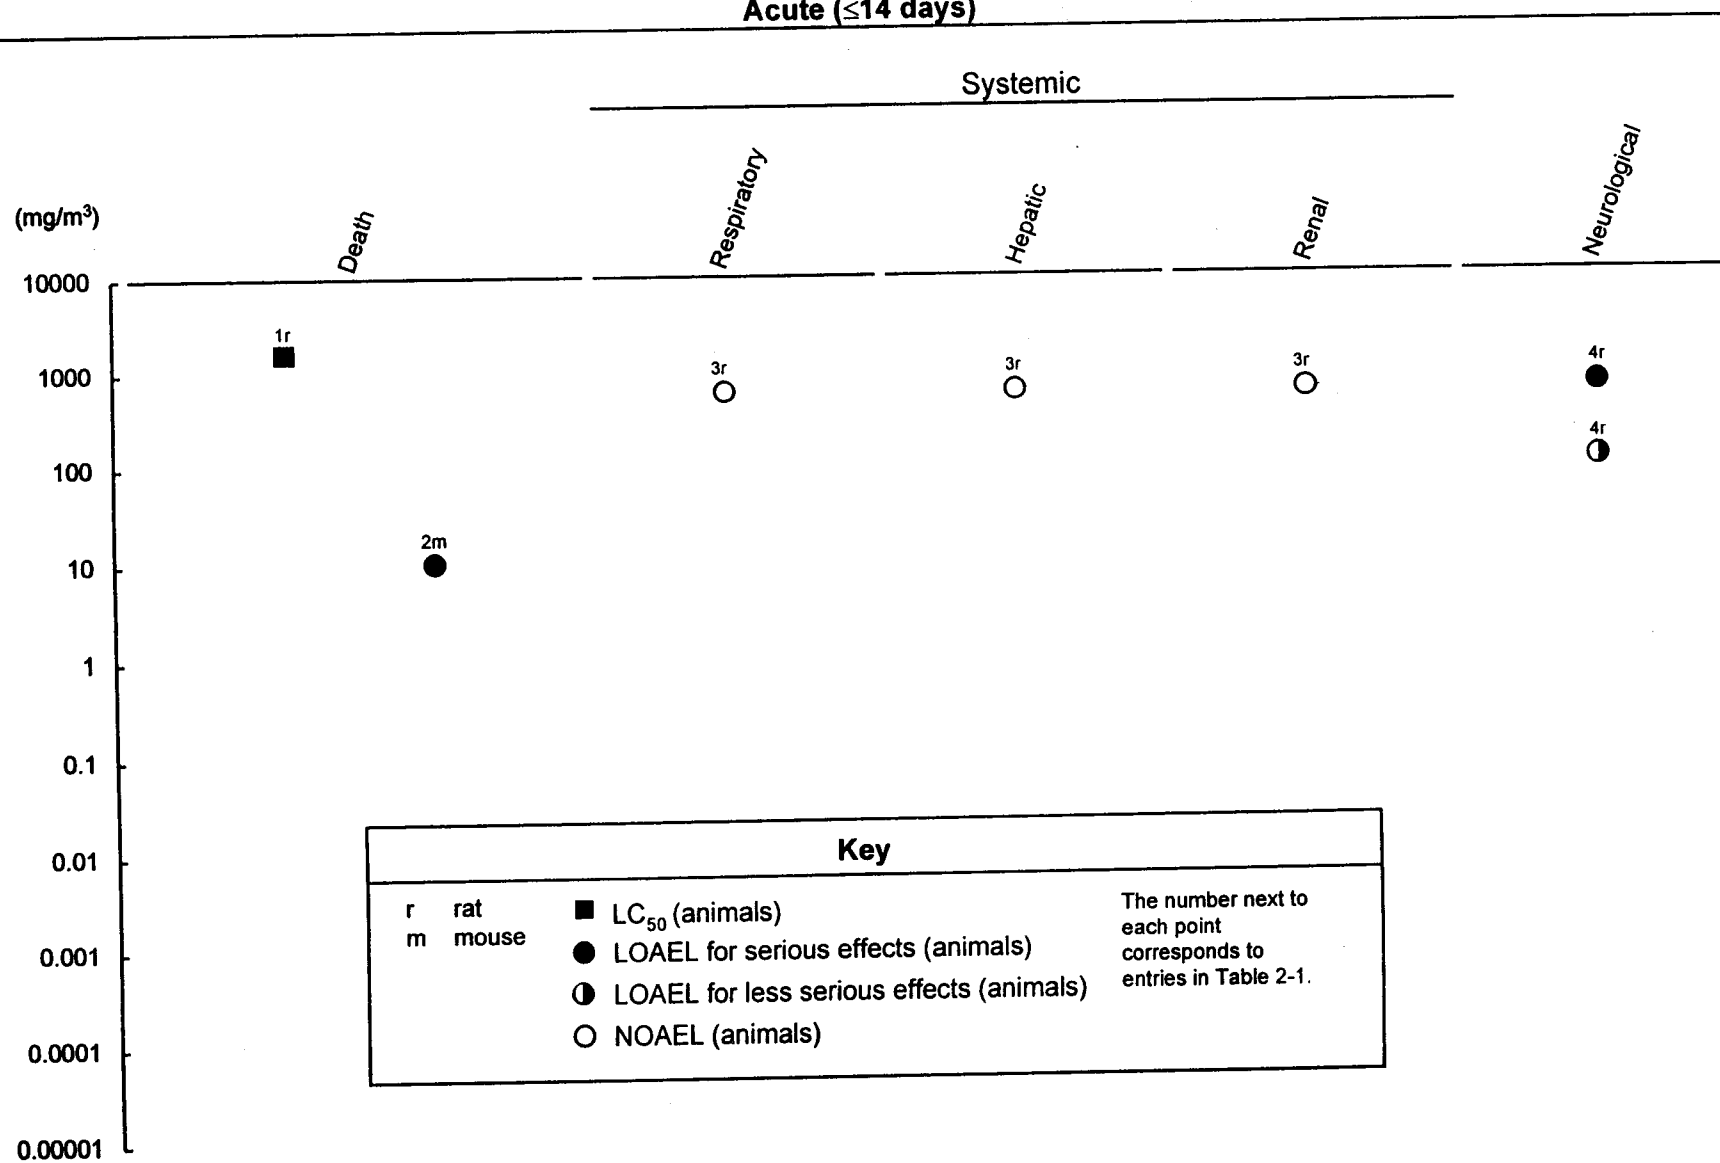 Acute (≤14 days)
Systemic
(mg/m³)
Death
Respiratory
Hepatic
Renal
Neurological
10000
1000
100
10
1
0.1
0.01
0.001
0.0001
0.00001
1r
2m
3r
3r
3r
4r
4r
Key
r rat
m mouse
LC50 (animals)
LOAEL for serious effects (animals)
LOAEL for less serious effects (animals)
NOAEL (animals)
The number next to
each point
corresponds to
entries in Table 2-1.